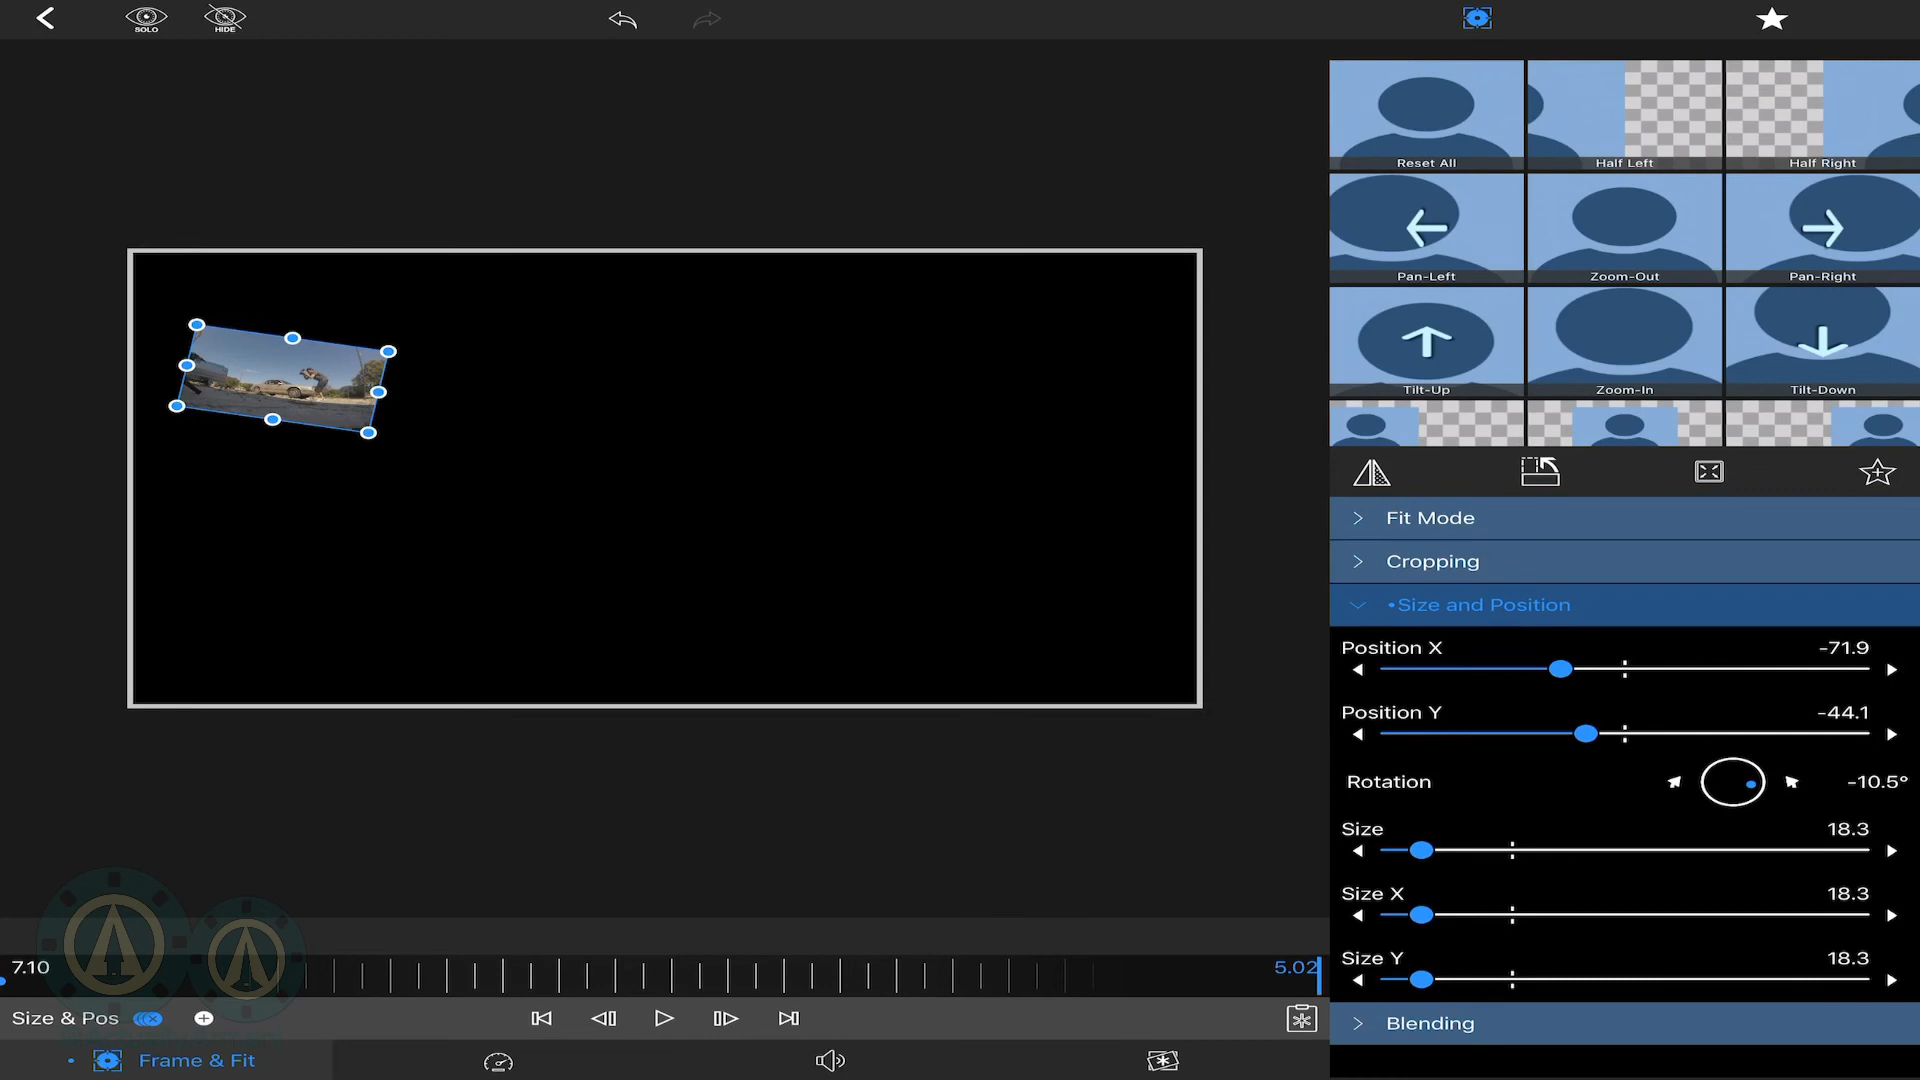 SOLO
HIDE
Reset All
Half Left
Half Right
Pan-Left
Zoom-Out
Pan-Right
Tilt-Up
Zoom-In
Tilt-Down
Fit Mode
Cropping
•Size and Position
Position X
-71.9
Position Y
-44.1
Rotation
-10.5°
Size
18.3
Size X
18.3
Size Y
18.3
Blending
7.10
5.02
Size & Pos
Frame & Fit